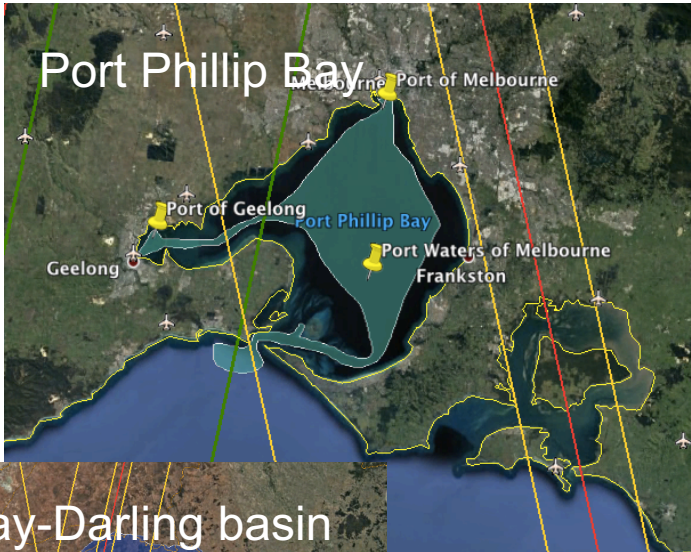 Port Phillip Bay
Melbourne
Port of Melbourne
Port of Geelong
Port Phillip Bay
Port Waters of Melbourne
Geelong
Frankston
ay-Darling basin